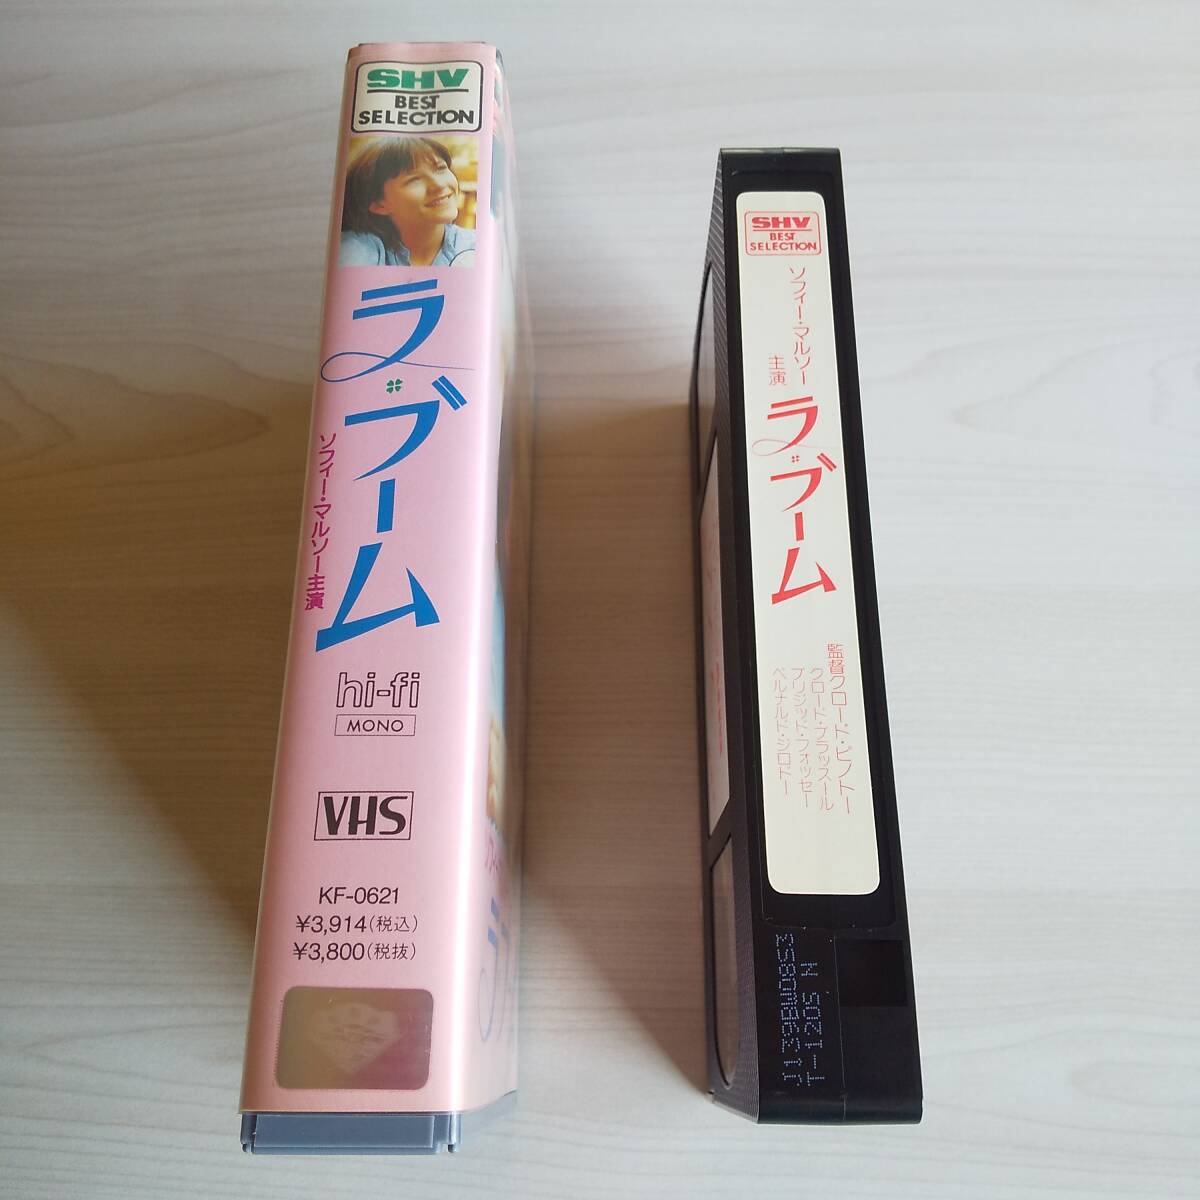 SHV
BEST
SELECTION
ラ・ブーム
ソフィー・マルソー主演
hi-fi
MONO
VHS
KF-0621
¥3,914(税込)
¥3,800(税抜)
SHV
BEST
SELECTION
ソフィー・マルソー
主演
ラ・ブーム
監督クロード・ピノトー
クロード・ブラッスール
ブリジッド・フォッセー
ベルナルド・ジロドー
J139BW0853
T-120S, N